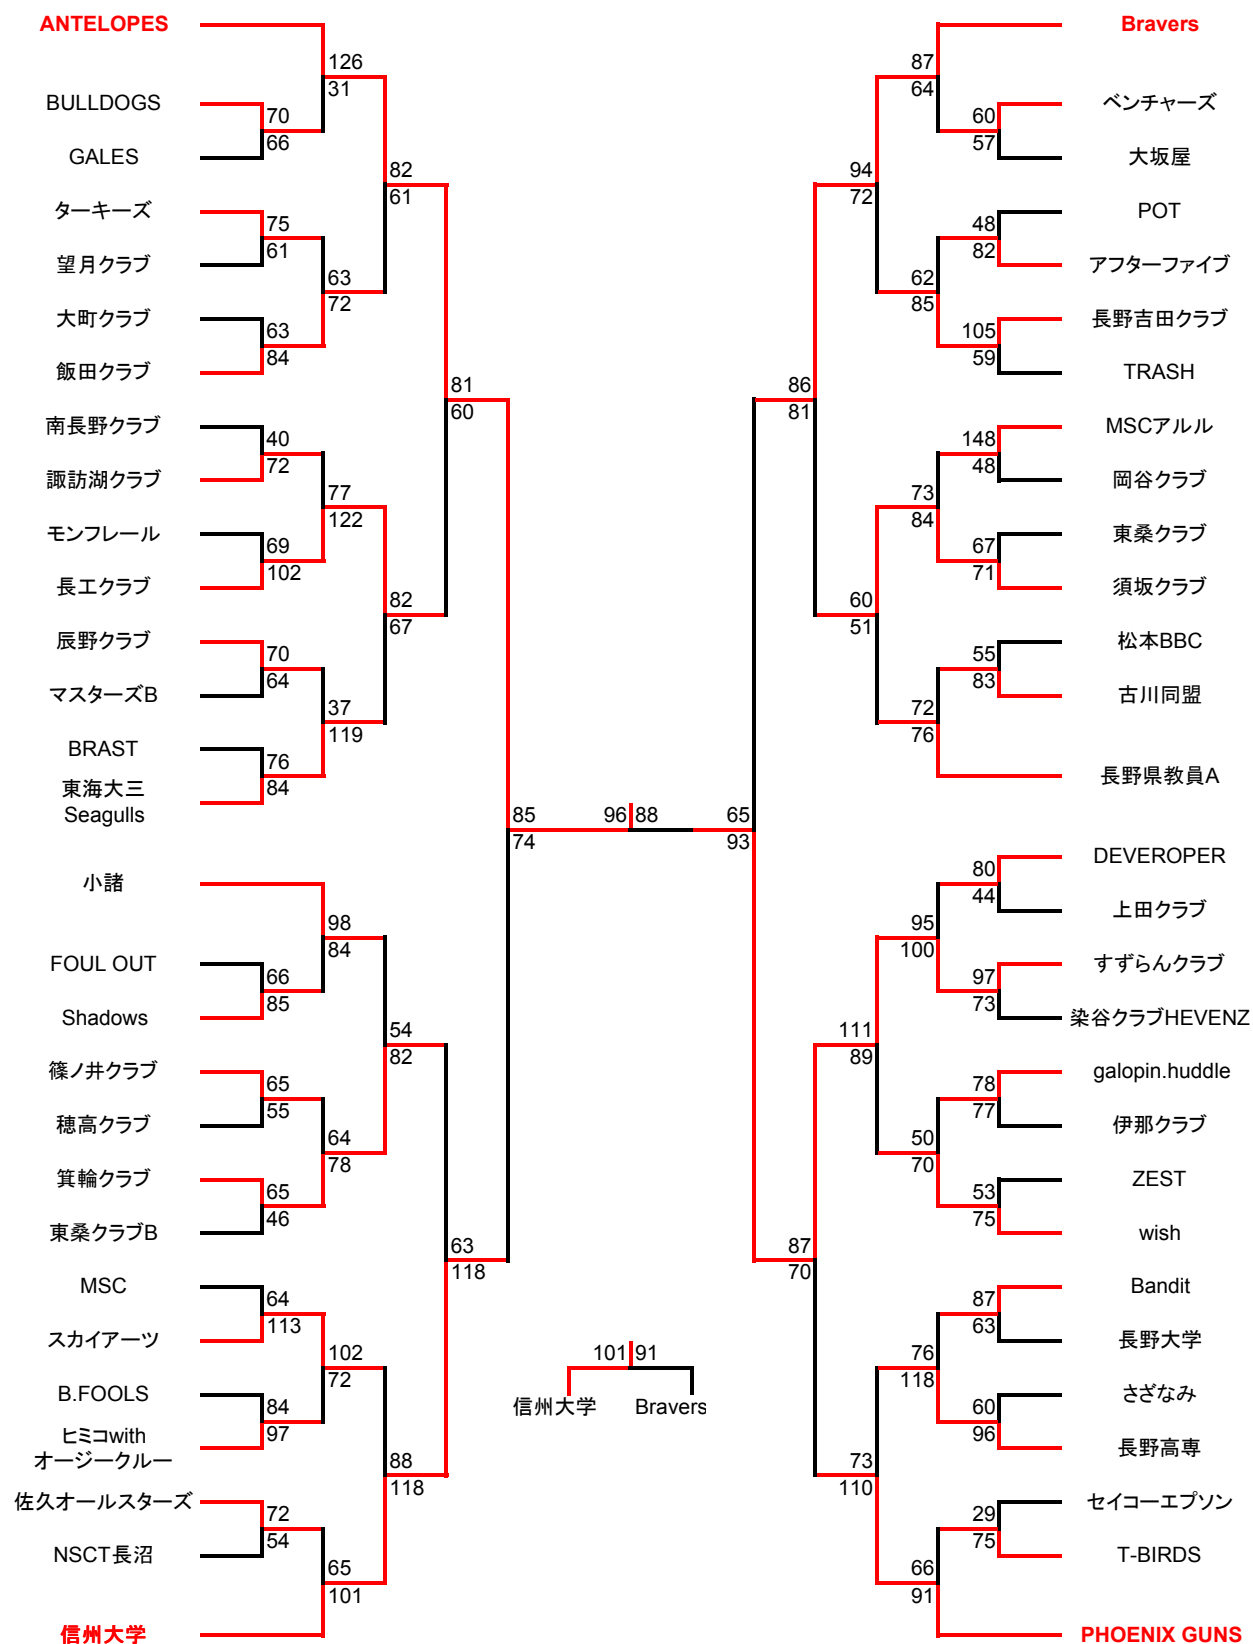 ANTELOPES
126
31
BULLDOGS
70
66
GALES
82
61
ターキーズ
75
61
望月クラブ
63
72
大町クラブ
63
84
飯田クラブ
81
60
南長野クラブ
40
72
諏訪湖クラブ
77
122
モンフレール
69
102
長工クラブ
82
67
辰野クラブ
70
64
マスターズB
37
119
BRAST
76
84
東海大三
Seagulls
85
74
小諸
98
84
FOUL OUT
66
85
Shadows
54
82
篠ノ井クラブ
65
55
穂高クラブ
64
78
箕輪クラブ
65
46
東桑クラブB
63
118
MSC
64
113
スカイアーツ
102
72
B.FOOLS
84
97
ヒミコwith
オージークルー
88
118
佐久オールスターズ
72
54
NSCT長沼
65
101
信州大学
96 88
101 91
信州大学 Bravers
Bravers
87
64
ベンチャーズ
60
57
大坂屋
94
72
POT
48
82
アフターファイブ
62
85
長野吉田クラブ
105
59
TRASH
86
81
MSCアルル
148
48
岡谷クラブ
73
84
東桑クラブ
67
71
須坂クラブ
60
51
松本BBC
55
83
古川同盟
72
76
長野県教員A
65
93
DEVEROPER
80
44
上田クラブ
95
100
すずらんクラブ
97
73
染谷クラブHEVENZ
111
89
galopin.huddle
78
77
伊那クラブ
50
70
ZEST
53
75
wish
87
70
Bandit
87
63
長野大学
76
118
さざなみ
60
96
長野高専
73
110
セイコーエプソン
29
75
T-BIRDS
66
91
PHOENIX GUNS